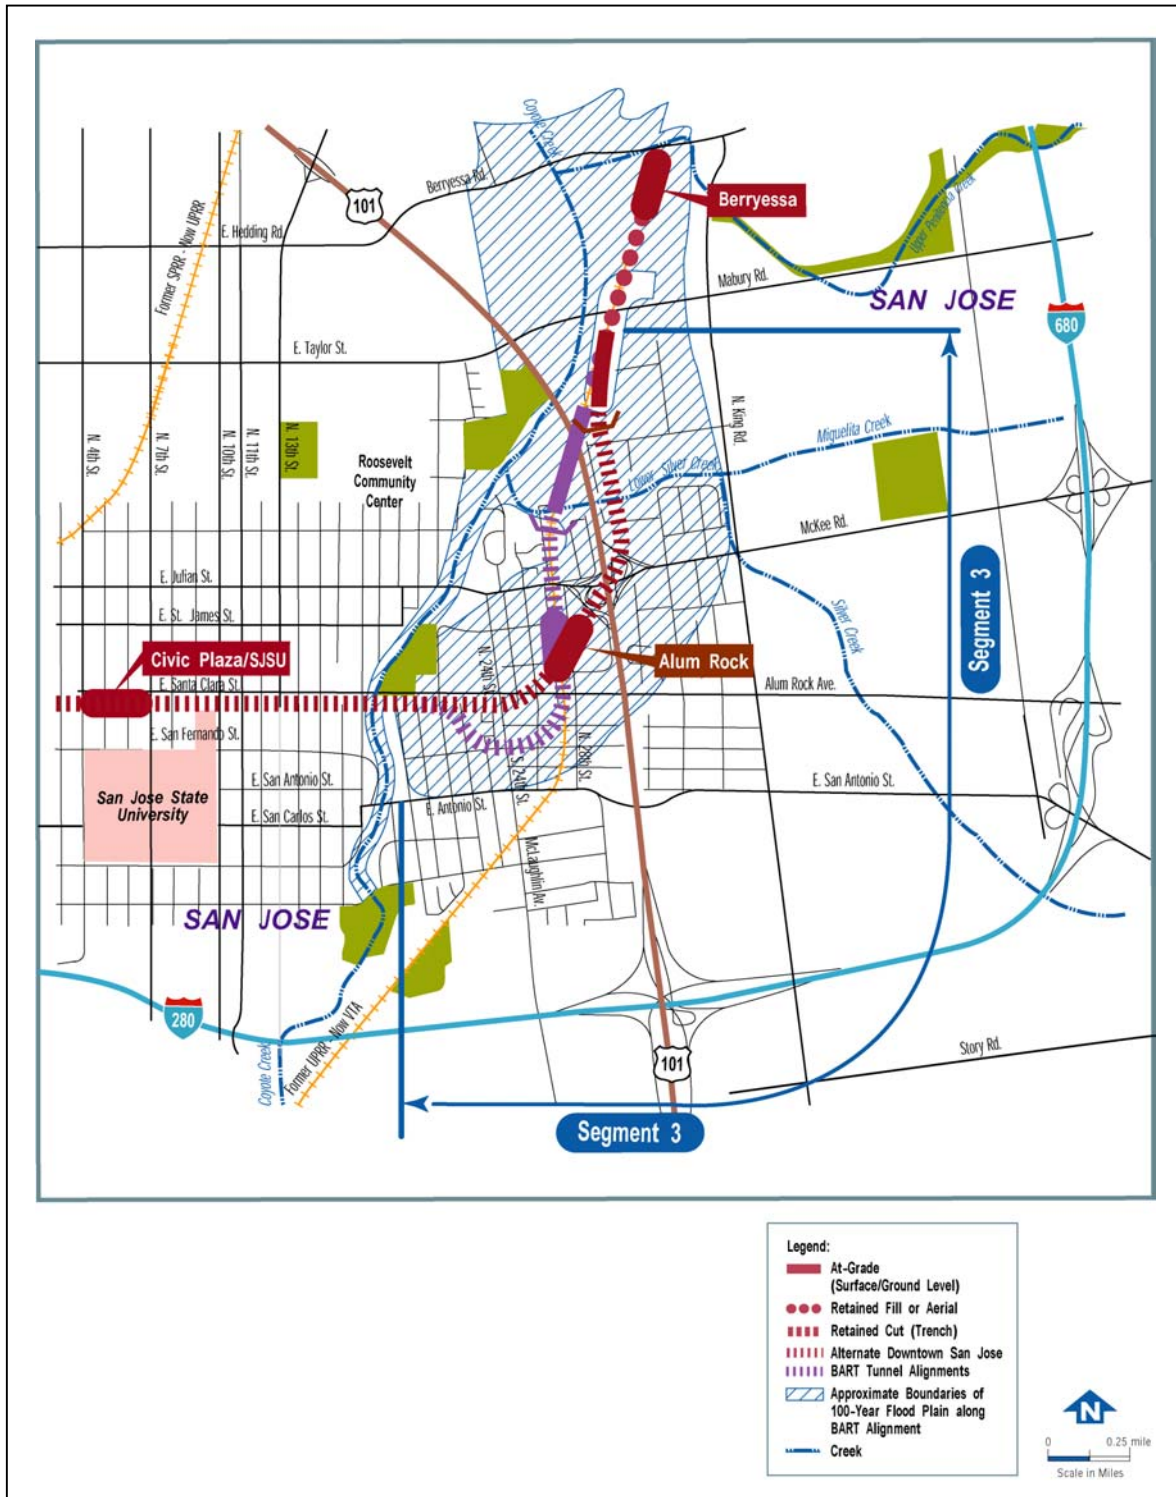 Coyote Creek
Berryessa Rd.
101
Berryessa
Former SPRR - Now UPRR
E. Hedding Rd.
Upper Penitencia Creek
Mabury Rd.
SAN JOSE
680
E. Taylor St.
N. 4th St.
N. 7th St.
N. 10th St.
N. 11th St.
N. 13th St.
N. King Rd.
Roosevelt
Community
Center
Miguelita Creek
Lower Silver Creek
McKee Rd.
E. Julian St.
E. St. James St.
Silver Creek
Segment 3
Civic Plaza/SJSU
N. 24th St.
Alum Rock
E. Santa Clara St.
Alum Rock Ave.
E. San Fernando St.
N. 28th St.
S. 24th St.
E. San Antonio St.
E. San Antonio St.
San Jose State
University
E. Antonio St.
E. San Carlos St.
McLaughlin Av.
SAN JOSE
280
Former UPRR - Now VTA
Coyote Creek
101
Story Rd.
Segment 3
Legend:
At-Grade
(Surface/Ground Level)
Retained Fill or Aerial
Retained Cut (Trench)
Alternate Downtown San Jose
BART Tunnel Alignments
Approximate Boundaries of
100-Year Flood Plain along
BART Alignment
Creek
N
0 0.25 mile
Scale in Miles